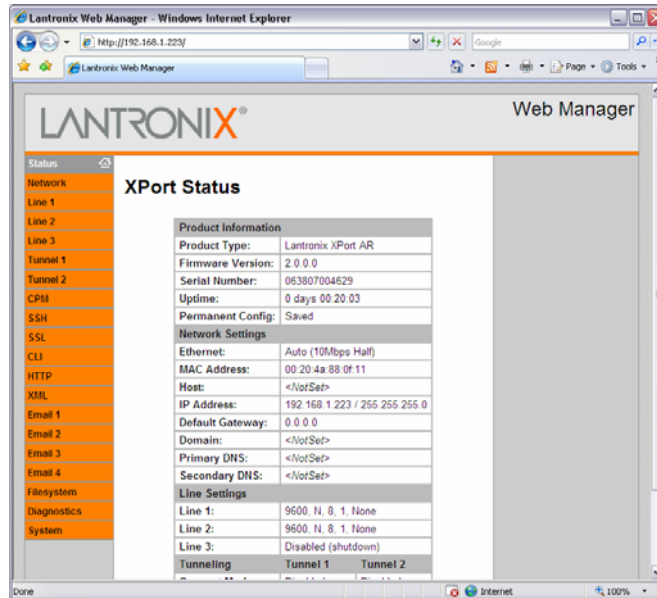 Lantronix Web Manager - Windows Internet Explorer
http://192.168.1.223/
Google
Lantronix Web Manager
Page
Tools
LANTRONIX®
Web Manager
Status
Network
Line 1
Line 2
Line 3
Tunnel 1
Tunnel 2
CPM
SSH
SSL
CLI
HTTP
XML
Email 1
Email 2
Email 3
Email 4
Filesystem
Diagnostics
System
XPort Status
Product Information
Product Type: Lantronix XPort AR
Firmware Version: 2.0.0.0
Serial Number: 063807004629
Uptime: 0 days 00:20:03
Permanent Config: Saved
Network Settings
Ethernet: Auto (10Mbps Half)
MAC Address: 00:20:4a:88:0f:11
Host: <NotSet>
IP Address: 192.168.1.223 / 255.255.255.0
Default Gateway: 0.0.0.0
Domain: <NotSet>
Primary DNS: <NotSet>
Secondary DNS: <NotSet>
Line Settings
Line 1: 9600, N, 8, 1, None
Line 2: 9600, N, 8, 1, None
Line 3: Disabled (shutdown)
Tunneling Tunnel 1 Tunnel 2
Done
Internet
100%